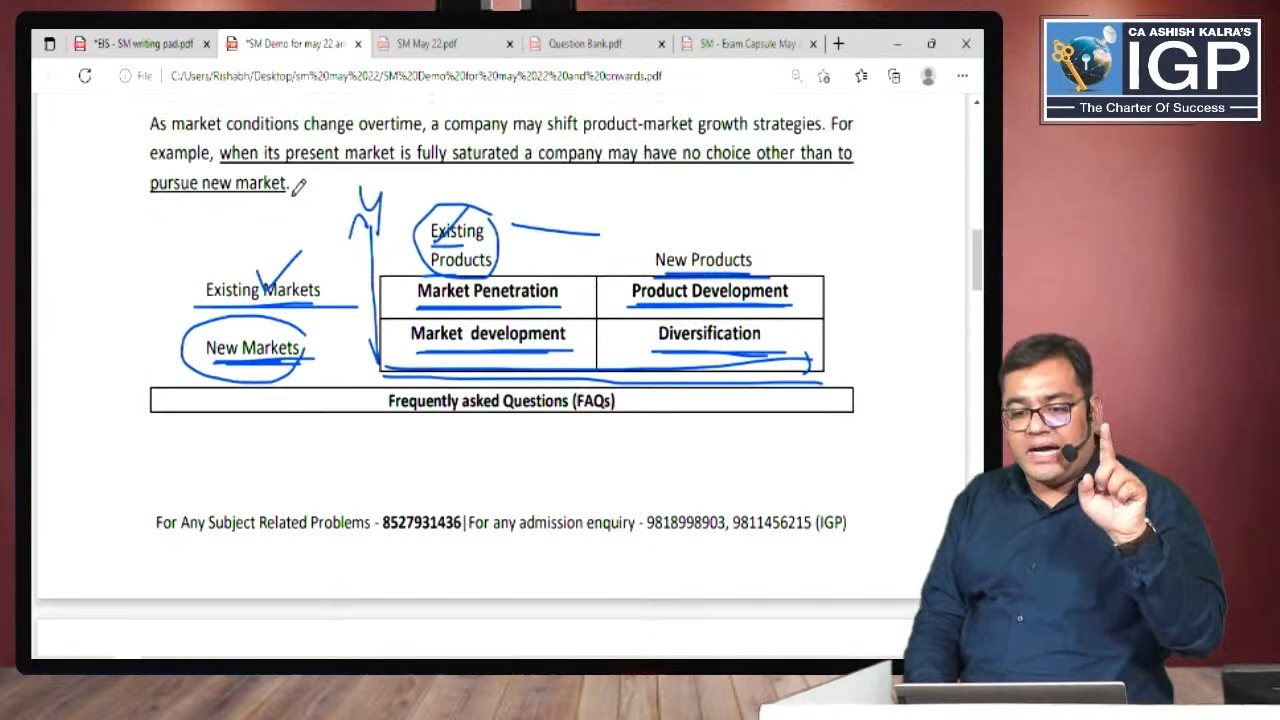 *EIS - SM writing pad.pdf
*SM Demo for may 22 an
SM May 22.pdf
Question Bank.pdf
SM - Exam Capsule May
File
C:/Users/Rishabh/Desktop/sm%20may%2022/SM%20Demo%20for%20may%2022%20and%20onwards.pdf
CA ASHISH KALRA'S
IGP
The Charter Of Success
As market conditions change overtime, a company may shift product-market growth strategies. For
example, when its present market is fully saturated a company may have no choice other than to
pursue new market.
Existing
Products
New Products
Existing Markets
Market Penetration
Product Development
New Markets
Market development
Diversification
Frequently asked Questions (FAQs)
For Any Subject Related Problems - 8527931436|For any admission enquiry - 9818998903, 9811456215 (IGP)